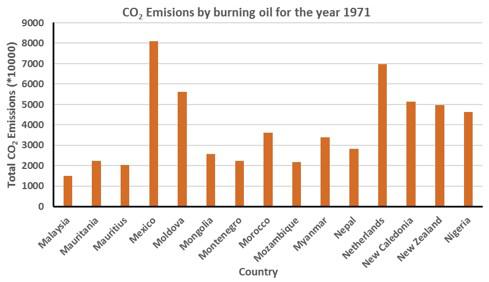 CO₂ Emisions by burning oil for the year 1971
Total CO₂ Emissions (*10000)
9000
8000
7000
6000
5000
4000
3000
2000
1000
0
Malaysia
Mauritania
Mauritius
Mexico
Moldova
Mongolia
Montenegro
Morocco
Mozambique
Myanmar
Nepal
Netherlands
New Caledonia
New Zealand
Nigeria
Country